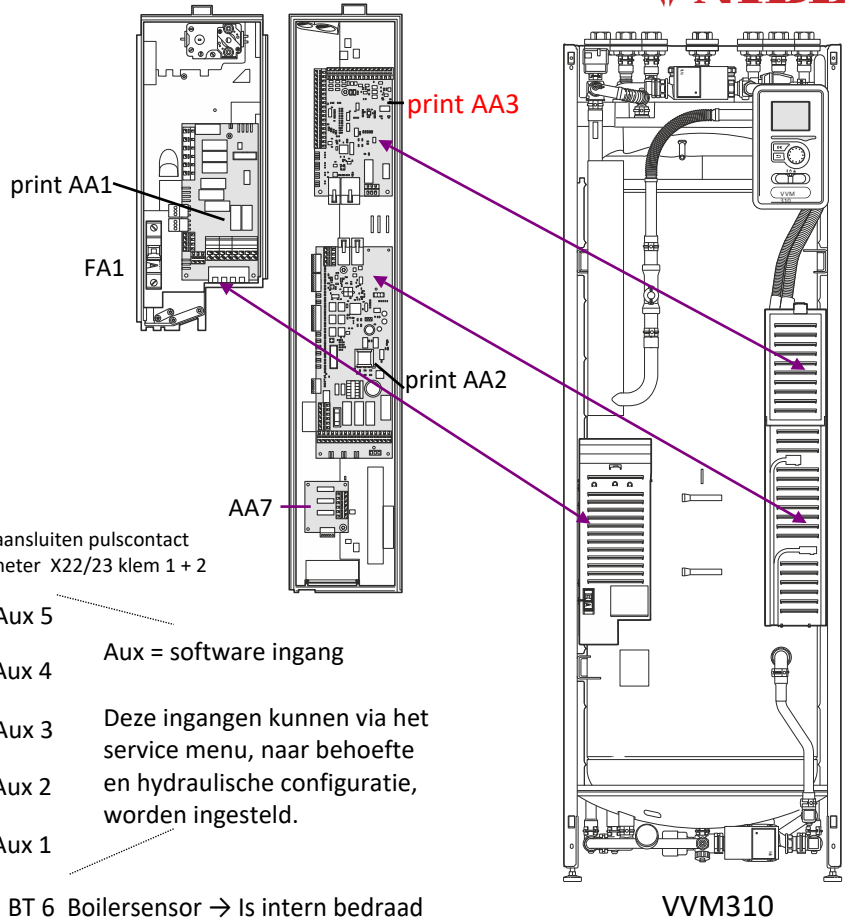 print AA3
print AA1
FA1
print AA2
AA7
VVM
310
aansluiten pulscontact
meter X22/23 klem 1 + 2
Aux 5
Aux = software ingang
Aux 4
Aux 3
Deze ingangen kunnen via het
service menu, naar behoefte
en hydraulische configuratie,
worden ingesteld.
Aux 2
Aux 1
BT 6 Boilersensor → Is intern bedraad
VVM310